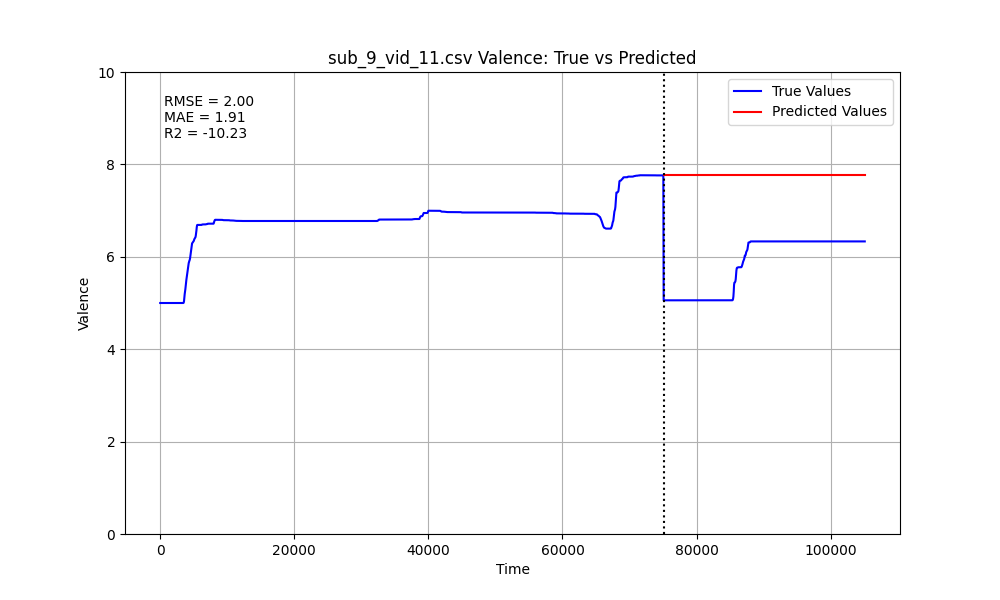 sub_9_vid_11.csv Valence: True vs Predicted
RMSE = 2.00
MAE = 1.91
R2 = -10.23
True Values
Predicted Values
Valence
10
8
6
4
2
0
0
20000
40000
60000
80000
100000
Time